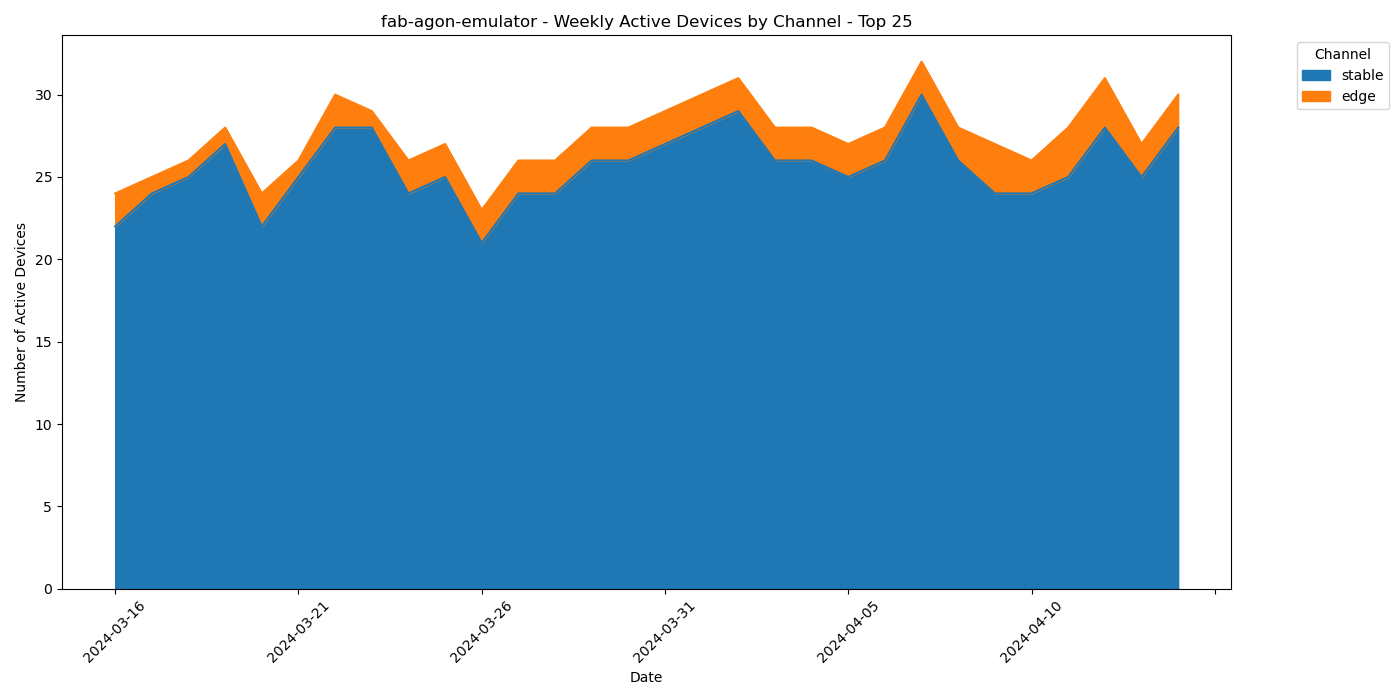 fab-agon-emulator - Weekly Active Devices by Channel - Top 25
Channel
stable
edge
Number of Active Devices
30
25
20
15
10
5
0
2024-03-16
2024-03-21
2024-03-26
2024-03-31
2024-04-05
2024-04-10
Date